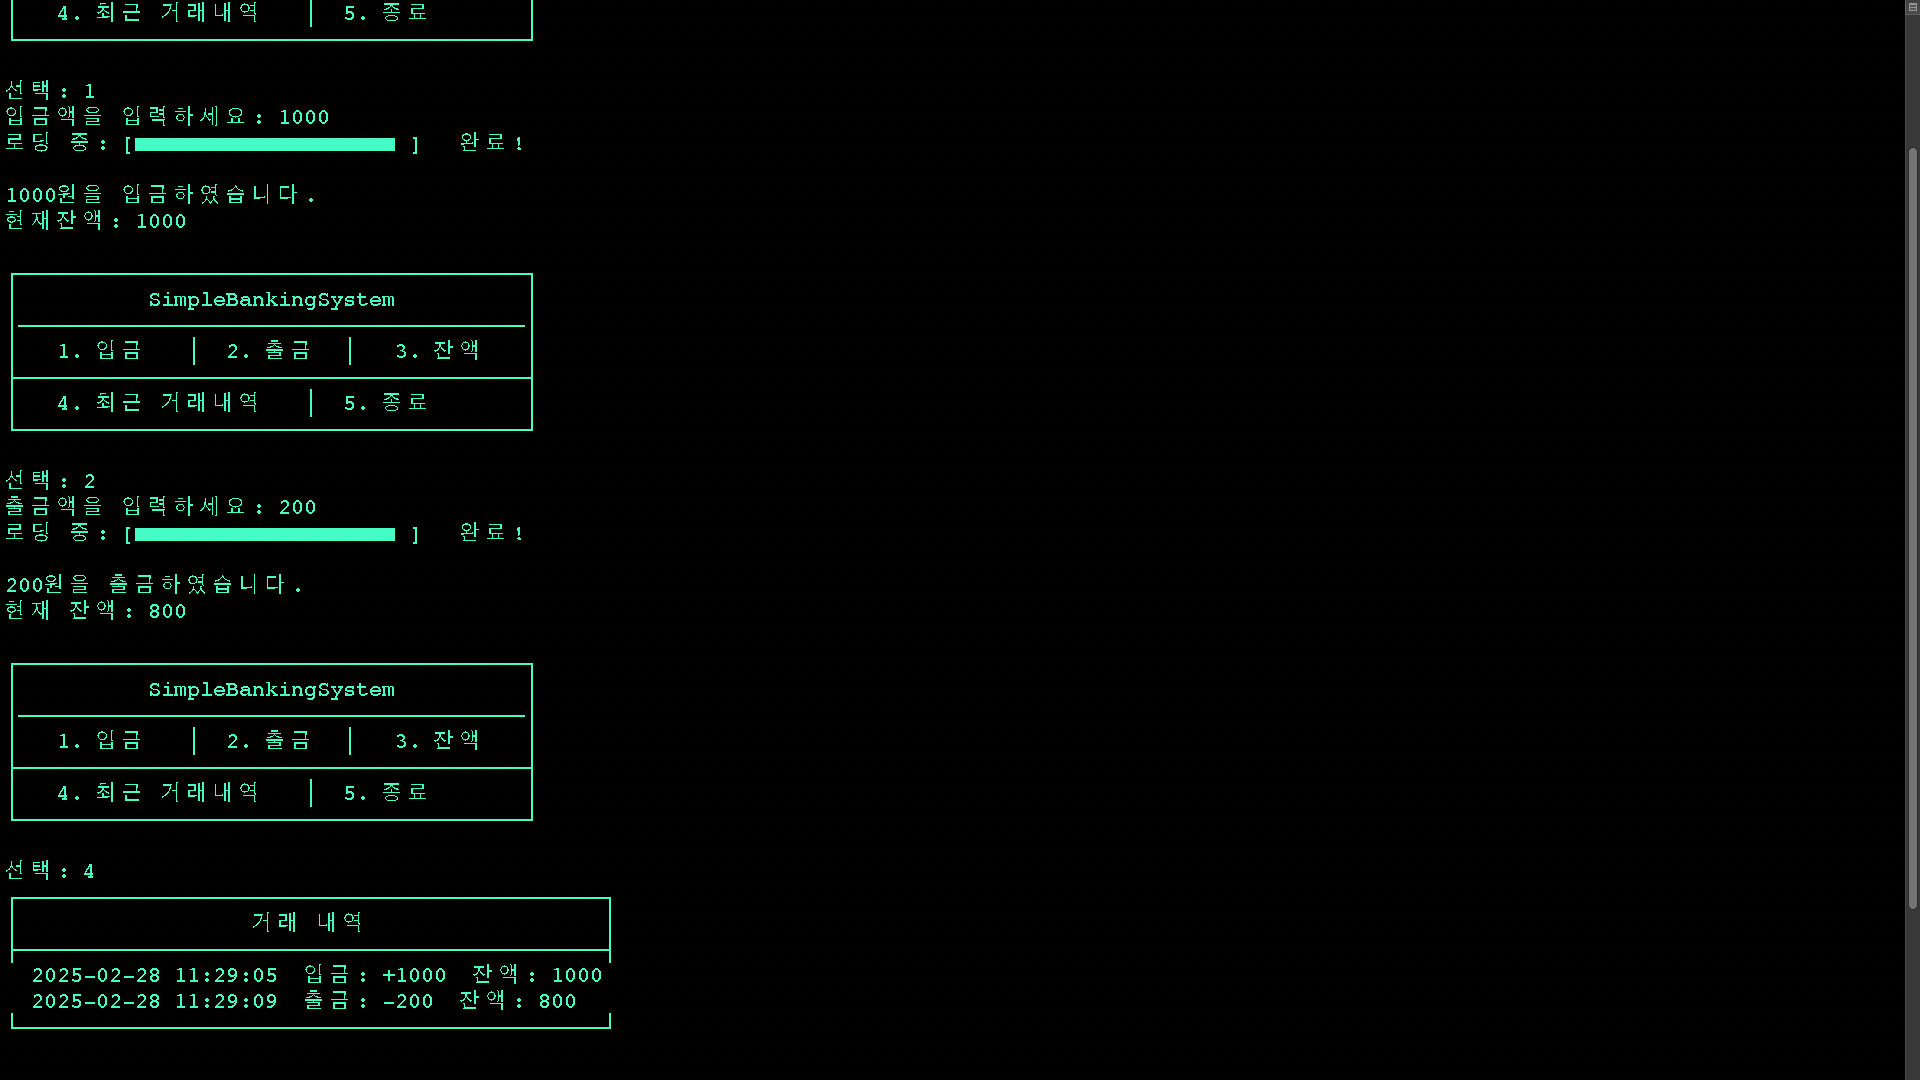 4. 최근 거래내역 │ 5. 종료
선택: 1
입금액을 입력하세요: 1000
로딩 중: [████████████████████ ] 완료!
1000원을 입금하였습니다.
현재잔액: 1000
SimpleBankingSystem
1. 입금 │ 2. 출금 │ 3. 잔액
4. 최근 거래내역 │ 5. 종료
선택: 2
출금액을 입력하세요: 200
로딩 중: [████████████████████ ] 완료!
200원을 출금하였습니다.
현재 잔액: 800
SimpleBankingSystem
1. 입금 │ 2. 출금 │ 3. 잔액
4. 최근 거래내역 │ 5. 종료
선택: 4
거래 내역
2025-02-28 11:29:05 입금: +1000 잔액: 1000
2025-02-28 11:29:09 출금: -200 잔액: 800